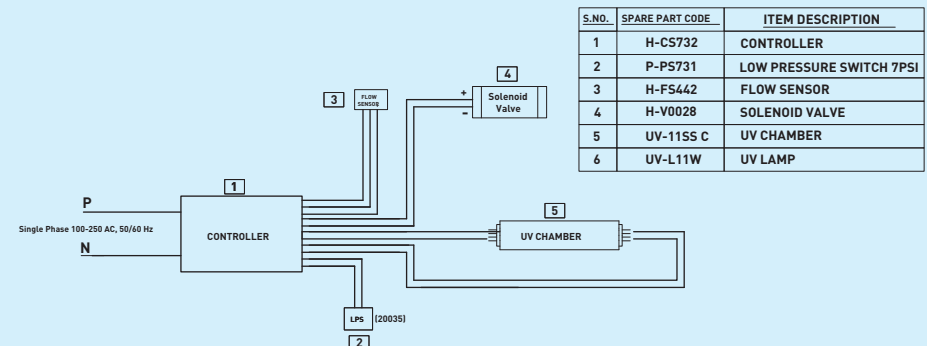 S.NO. SPARE PART CODE ITEM DESCRIPTION
1 H-CS732 CONTROLLER
2 P-PS731 LOW PRESSURE SWITCH 7PSI
3 H-FS442 FLOW SENSOR
4 H-V0028 SOLENOID VALVE
5 UV-11SS C UV CHAMBER
6 UV-L11W UV LAMP
4
+
-
Solenoid
Valve
3
FLOW
SENSOR
1
P
Single Phase 100-250 AC, 50/60 Hz
N
CONTROLLER
5
UV CHAMBER
LPS (20035)
2